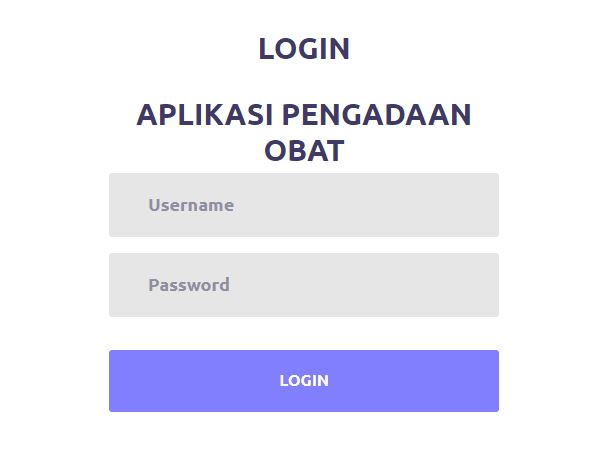 LOGIN
APLIKASI PENGADAAN
OBAT
Username
Password
LOGIN